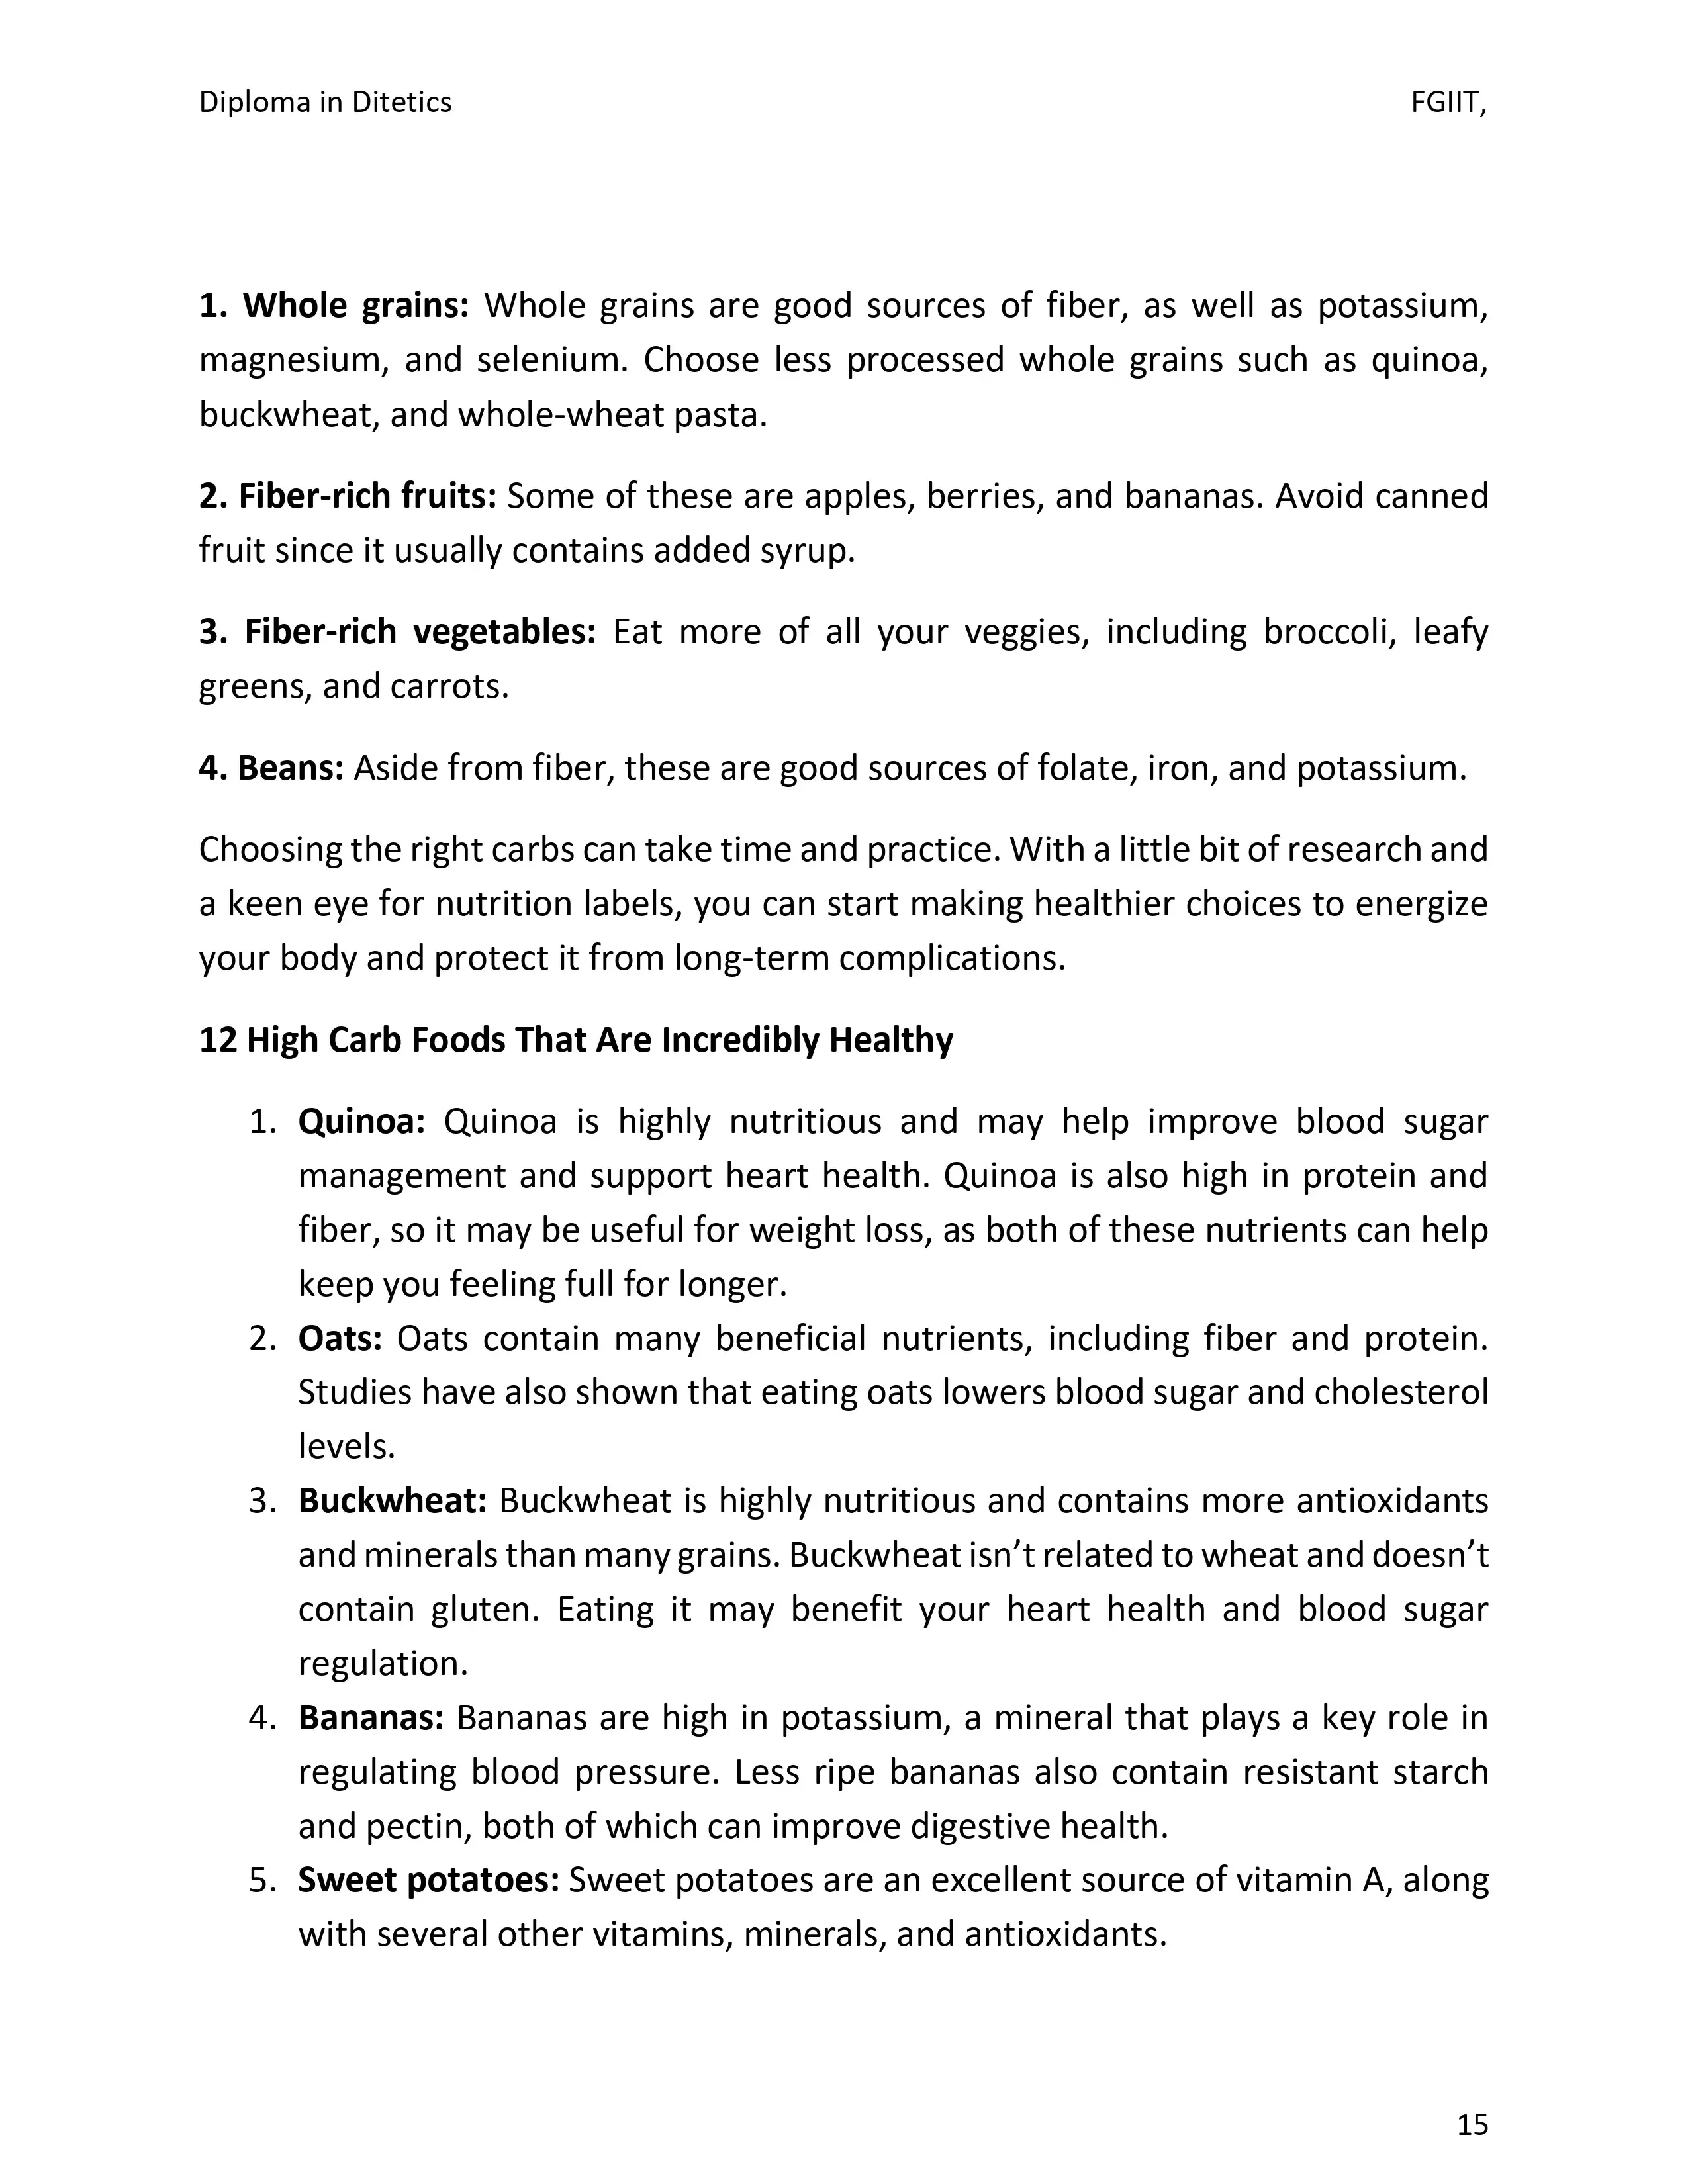 Diploma in Ditetics FGIIT,
1. Whole grains: Whole grains are good sources of fiber, as well as potassium,
magnesium, and selenium. Choose less processed whole grains such as quinoa,
buckwheat, and whole-wheat pasta.
2. Fiber-rich fruits: Some of these are apples, berries, and bananas. Avoid canned
fruit since it usually contains added syrup.
3. Fiber-rich vegetables: Eat more of all your veggies, including broccoli, leafy
greens, and carrots.
4. Beans: Aside from fiber, these are good sources of folate, iron, and potassium.
Choosing the right carbs can take time and practice. With a little bit of research and
a keen eye for nutrition labels, you can start making healthier choices to energize
your body and protect it from long-term complications.
12 High Carb Foods That Are Incredibly Healthy
1. Quinoa: Quinoa is highly nutritious and may help improve blood sugar
management and support heart health. Quinoa is also high in protein and
fiber, so it may be useful for weight loss, as both of these nutrients can help
keep you feeling full for longer.
2. Oats: Oats contain many beneficial nutrients, including fiber and protein.
Studies have also shown that eating oats lowers blood sugar and cholesterol
levels.
3. Buckwheat: Buckwheat is highly nutritious and contains more antioxidants
and minerals than many grains. Buckwheat isn’t related to wheat and doesn’t
contain gluten. Eating it may benefit your heart health and blood sugar
regulation.
4. Bananas: Bananas are high in potassium, a mineral that plays a key role in
regulating blood pressure. Less ripe bananas also contain resistant starch
and pectin, both of which can improve digestive health.
5. Sweet potatoes: Sweet potatoes are an excellent source of vitamin A, along
with several other vitamins, minerals, and antioxidants.
15